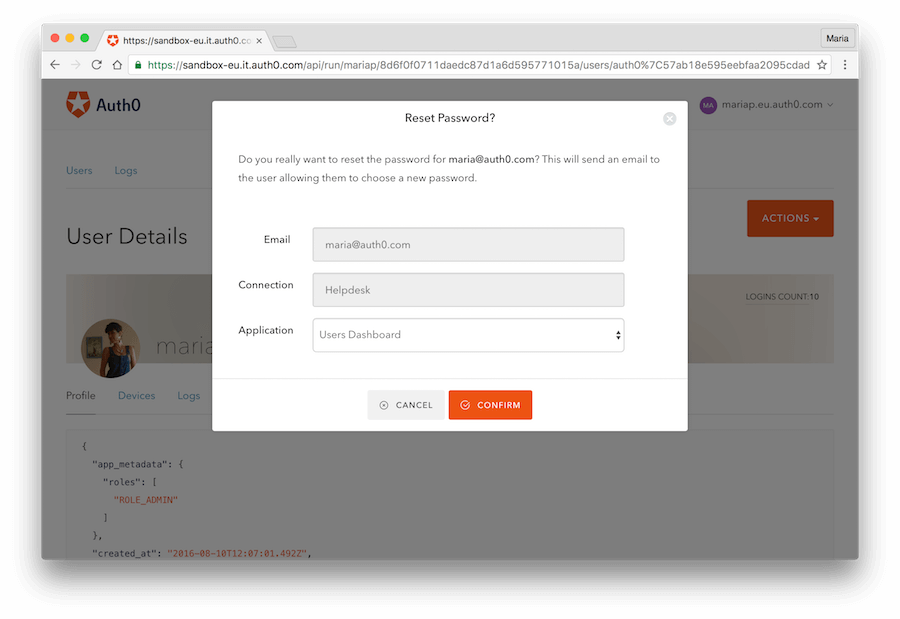 https://sandbox-eu.it.auth0.co
Maria
https://sandbox-eu.it.auth0.com/api/run/mariap/8d6f0f0711daedc87d1a6d595771015a/users/auth0%7C57ab18e595eebfaa2095cdad
Auth0
MA mariap.eu.auth0.com
Reset Password?
Do you really want to reset the password for maria@auth0.com? This will send an email to
the user allowing them to choose a new password.
Users Logs
ACTIONS
User Details
Email maria@auth0.com
Connection Helpdesk
LOGINS COUNT:10
Application Users Dashboard
maria
Profile Devices Logs
CANCEL CONFIRM
{
"app_metadata": {
"roles": [
"ROLE_ADMIN"
]
},
"created_at": "2016-08-10T12:07:01.492Z",